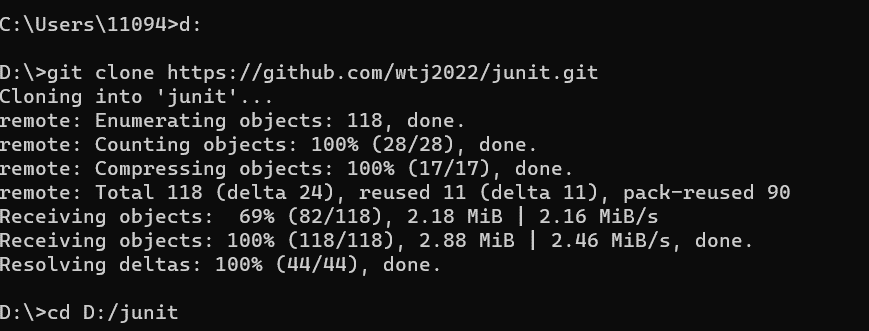 C:\Users\11094>d:
D:\>git clone https://github.com/wtj2022/junit.git
Cloning into 'junit'...
remote: Enumerating objects: 118, done.
remote: Counting objects: 100% (28/28), done.
remote: Compressing objects: 100% (17/17), done.
remote: Total 118 (delta 24), reused 11 (delta 11), pack-reused 90
Receiving objects:  69% (82/118), 2.18 MiB | 2.16 MiB/s
Receiving objects: 100% (118/118), 2.88 MiB | 2.46 MiB/s, done.
Resolving deltas: 100% (44/44), done.
D:\>cd D:/junit